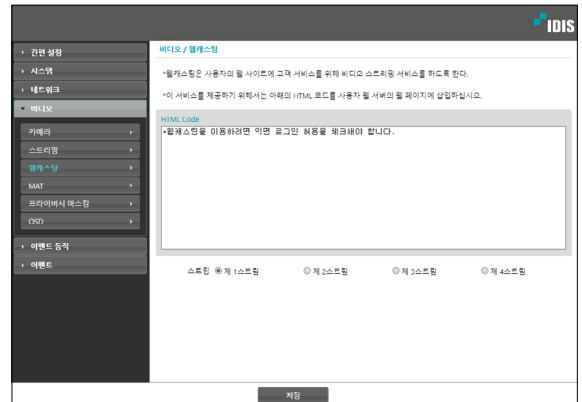 IDIS
간편 설정
시스템
네트워크
비디오
카메라
스트리밍
웹캐스팅
MAT
프라이버시 마스킹
OSD
이벤트 동작
이벤트
비디오 / 웹캐스팅
*웹캐스팅은 사용자의 웹 사이트에 고객 서비스를 위해 비디오 스트리밍 서비스를 하도록 한다.
*이 서비스를 제공하기 위해서는 아래의 HTML 코드를 사용자 웹 서버의 웹 페이지에 삽입하십시오.
HTML Code
*웹캐스팅을 이용하려면 익명 로그인 허용을 체크해야 합니다.
스트림 제 1스트림 제 2스트림 제 3스트림 제 4스트림
저장